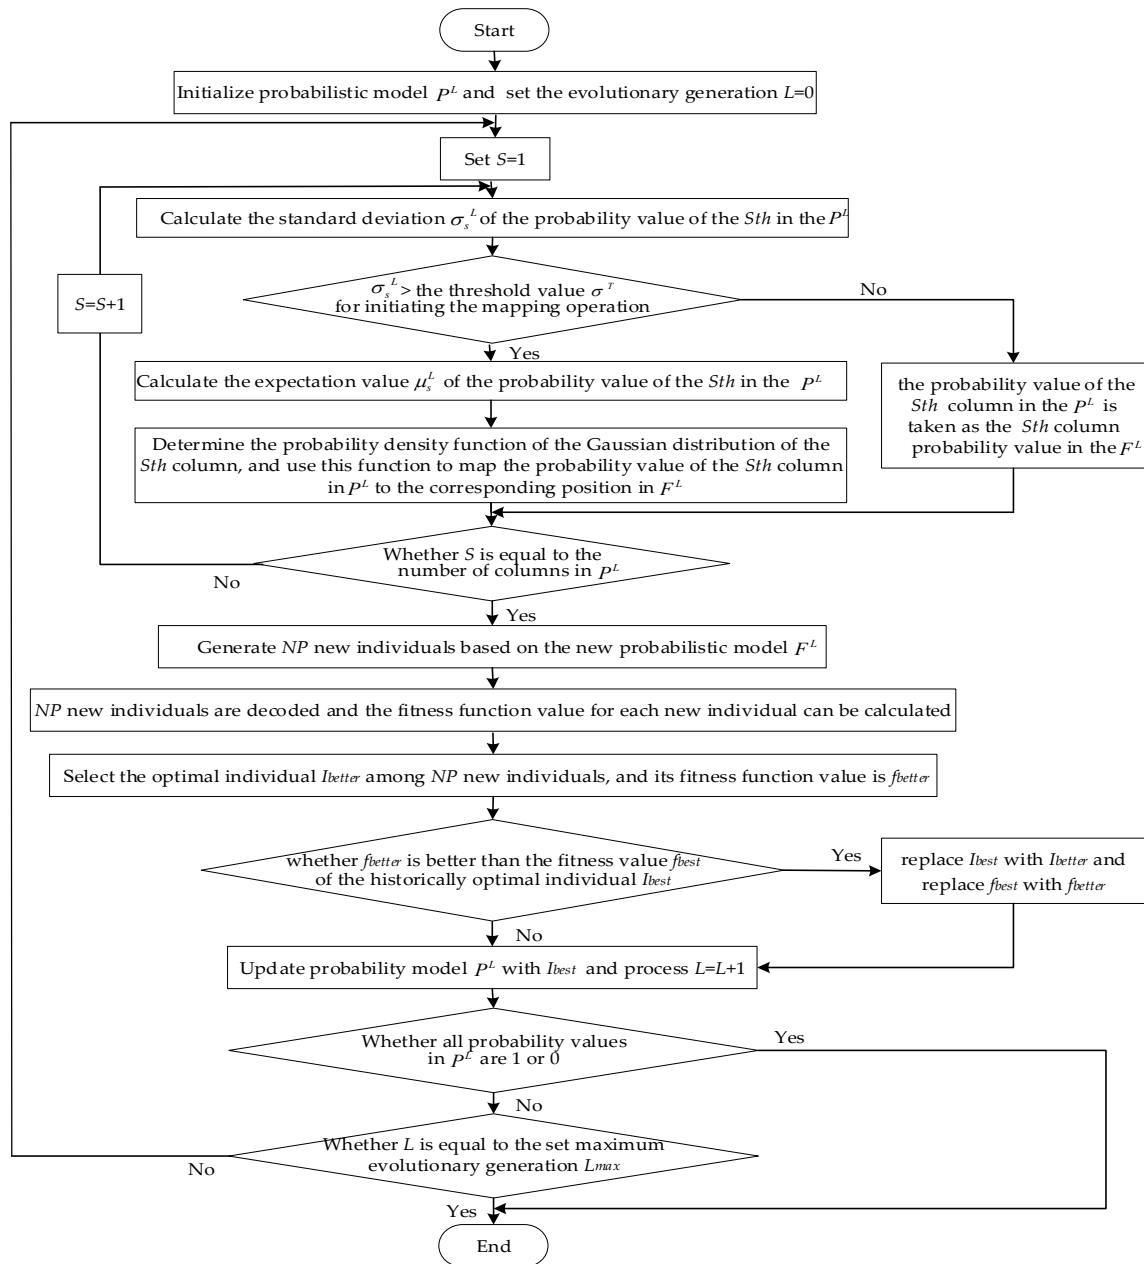 Start
Initialize probabilistic model P^L and set the evolutionary generation L=0
Set S=1
Calculate the standard deviation σ_s^L of the probability value of the Sth in the P^L
S=S+1
σ_s^L > the threshold value σ^T
for initiating the mapping operation
No
Yes
Calculate the expectation value μ_s^L of the probability value of the Sth in the P^L
the probability value of the
Sth column in the P^L is
taken as the Sth column
probability value in the F^L
Determine the probability density function of the Gaussian distribution of the
Sth column, and use this function to map the probability value of the Sth column
in P^L to the corresponding position in F^L
Whether S is equal to the
number of columns in P^L
No
Yes
Generate NP new individuals based on the new probabilistic model F^L
NP new individuals are decoded and the fitness function value for each new individual can be calculated
Select the optimal individual Ibetter among NP new individuals, and its fitness function value is fbetter
whether fbetter is better than the fitness value fbest
of the historically optimal individual Ibest
Yes
replace Ibest with Ibetter and
replace fbest with fbetter
No
Update probability model P^L with Ibest and process L=L+1
Whether all probability values
in P^L are 1 or 0
Yes
No
Whether L is equal to the set maximum
evolutionary generation Lmax
No
Yes
End